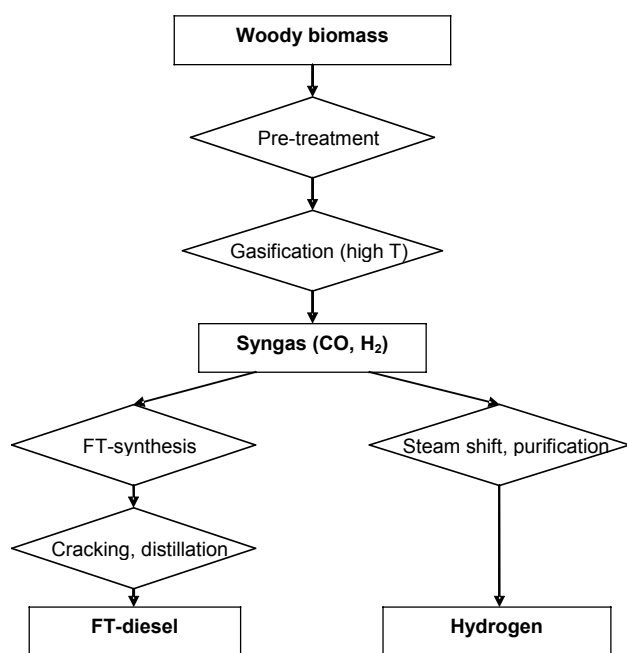 Woody biomass
Pre-treatment
Gasification (high T)
Syngas (CO, H₂)
FT-synthesis
Steam shift, purification
Cracking, distillation
FT-diesel
Hydrogen